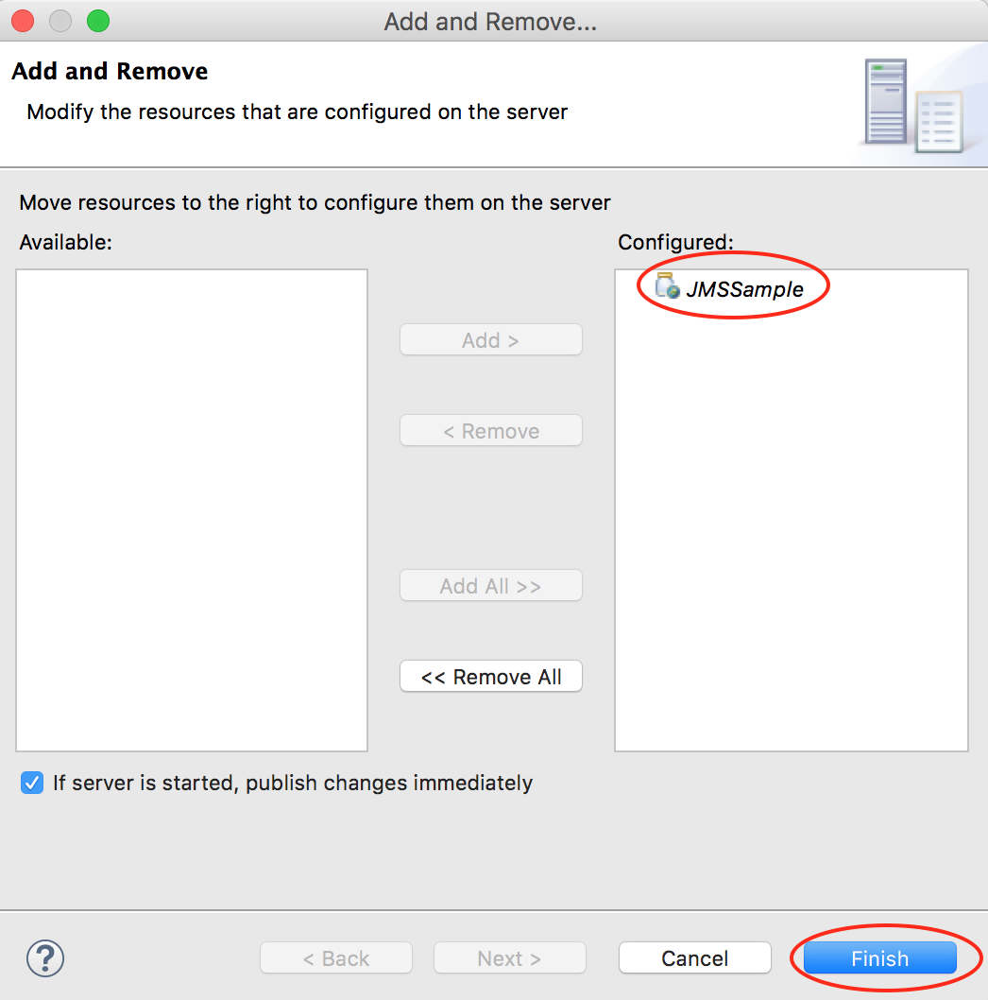 Add and Remove...
Add and Remove
Modify the resources that are configured on the server
Move resources to the right to configure them on the server
Available:
Configured:
JMSSample
Add >
< Remove
Add All >>
<< Remove All
If server is started, publish changes immediately
?
< Back
Next >
Cancel
Finish